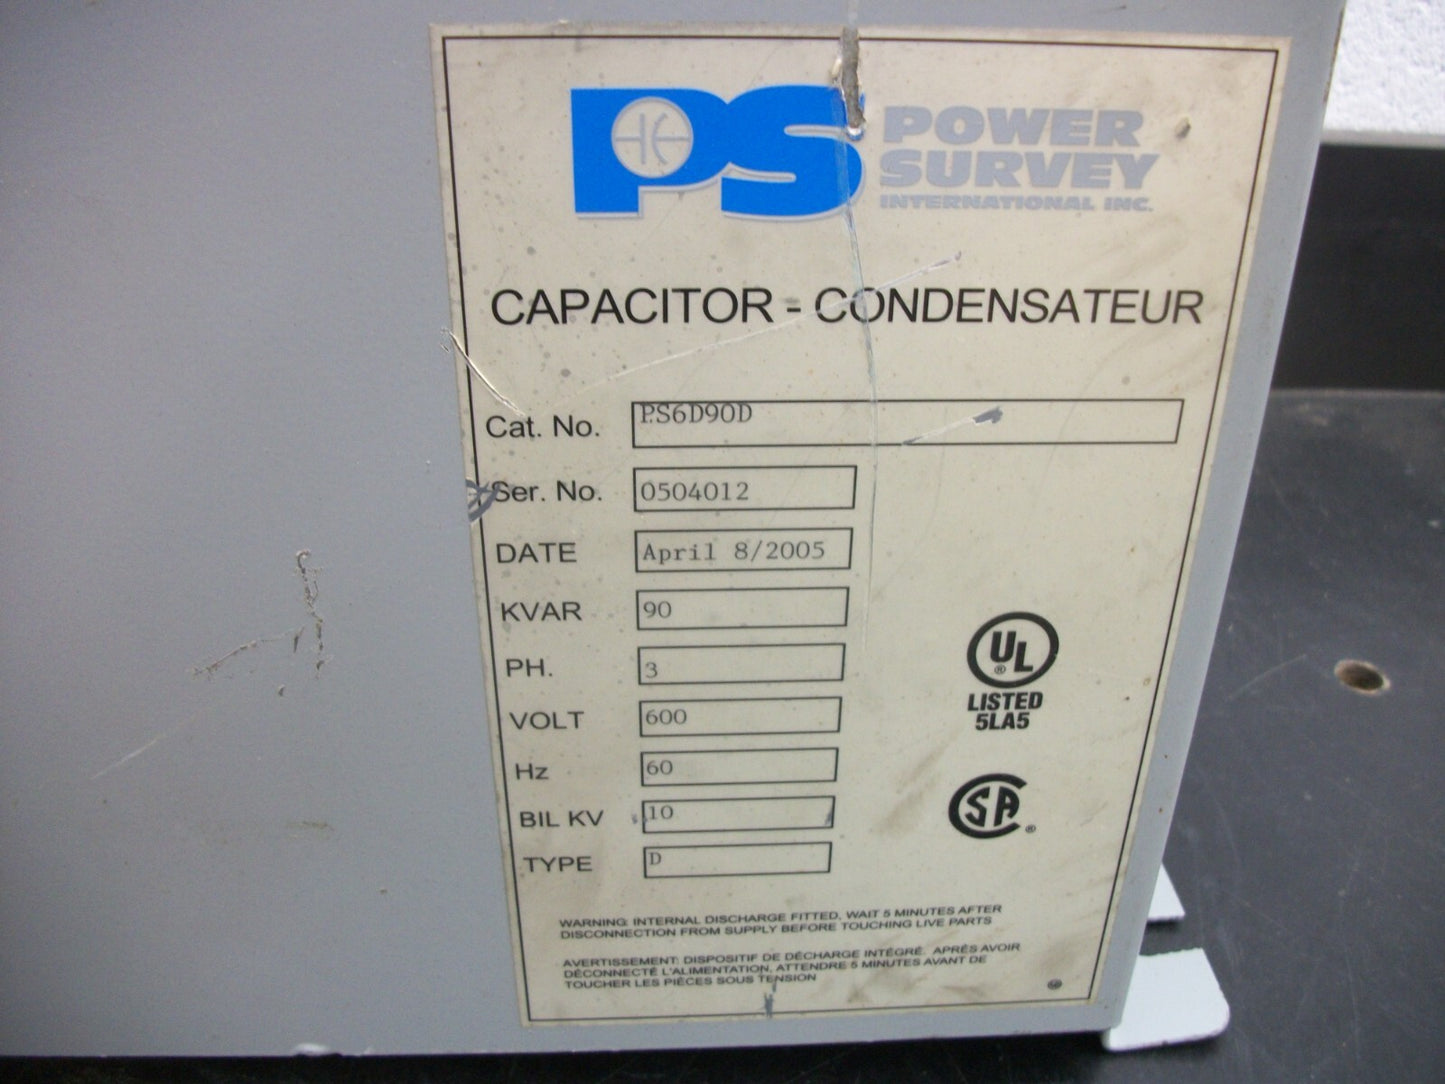 PS POWER
SURVEY
INTERNATIONAL INC.
CAPACITOR - CONDENSATEUR
Cat. No. PS6D90D
Ser. No. 0504012
DATE April 8/2005
KVAR 90
PH. 3
VOLT 600
Hz 60
BIL KV 10
TYPE D
UL ®
LISTED
5LA5
CSA ®
WARNING: INTERNAL DISCHARGE FITTED, WAIT 5 MINUTES AFTER
DISCONNECTION FROM SUPPLY BEFORE TOUCHING LIVE PARTS
AVERTISSEMENT: DISPOSITIF DE DÉCHARGE INTÉGRÉ. APRÈS AVOIR
DÉCONNECTÉ L'ALIMENTATION, ATTENDRE 5 MINUTES AVANT DE
TOUCHER LES PIÈCES SOUS TENSION